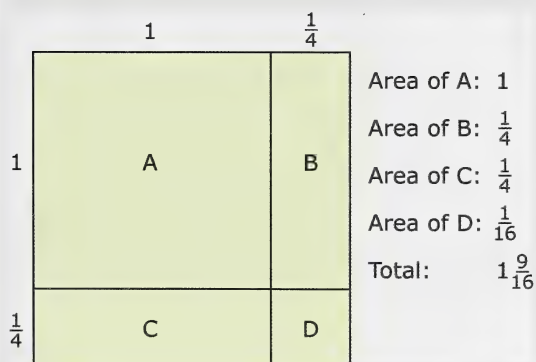 1 1/4
Area of A: 1
Area of B: 1/4
1 A B
Area of C: 1/4
Area of D: 1/16
Total: 1 9/16
1/4 C D